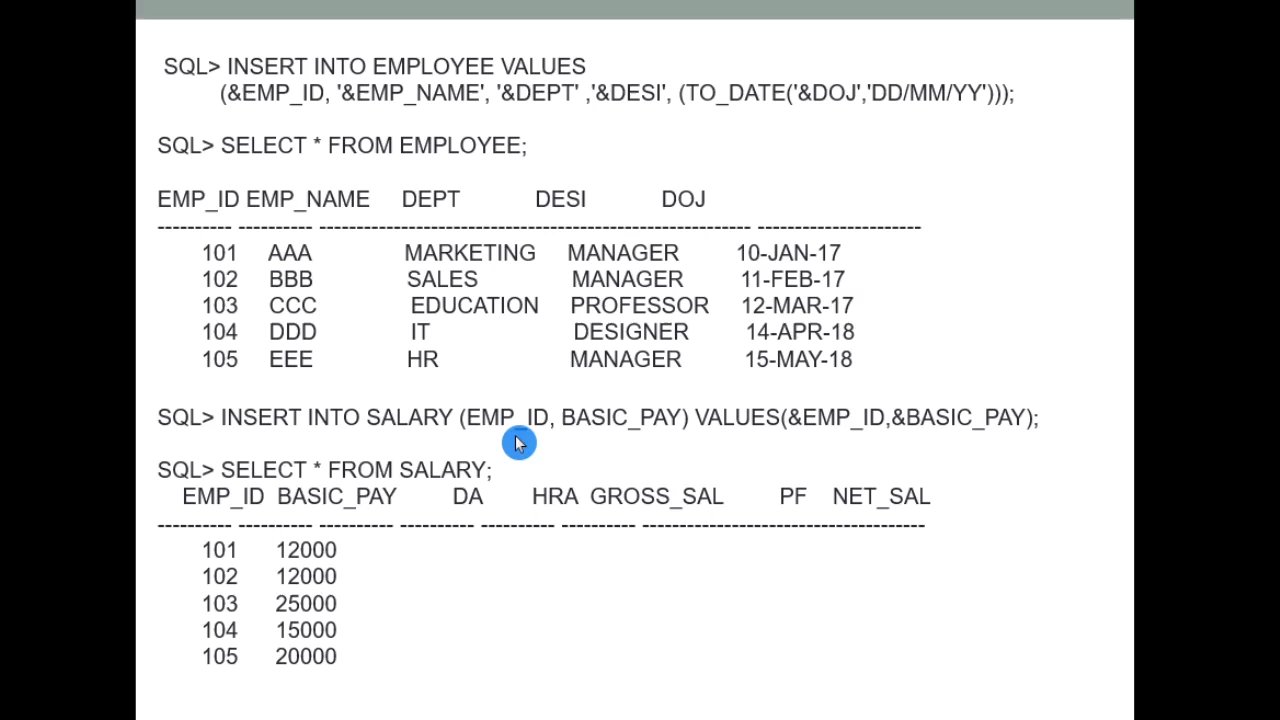 SQL> INSERT INTO EMPLOYEE VALUES
(&EMP_ID, '&EMP_NAME', '&DEPT' ,'&DESI', (TO_DATE('&DOJ','DD/MM/YY')));
SQL> SELECT * FROM EMPLOYEE;
EMP_ID EMP_NAME DEPT DESI DOJ
---------- ---------- ---------------------------------------------------------- ----------------------
101 AAA MARKETING MANAGER 10-JAN-17
102 BBB SALES MANAGER 11-FEB-17
103 CCC EDUCATION PROFESSOR 12-MAR-17
104 DDD IT DESIGNER 14-APR-18
105 EEE HR MANAGER 15-MAY-18
SQL> INSERT INTO SALARY (EMP_ID, BASIC_PAY) VALUES(&EMP_ID,&BASIC_PAY);
SQL> SELECT * FROM SALARY;
EMP_ID BASIC_PAY DA HRA GROSS_SAL PF NET_SAL
---------- ---------- ---------- ---------- ---------- ---------- --------------------------------------
101 12000
102 12000
103 25000
104 15000
105 20000